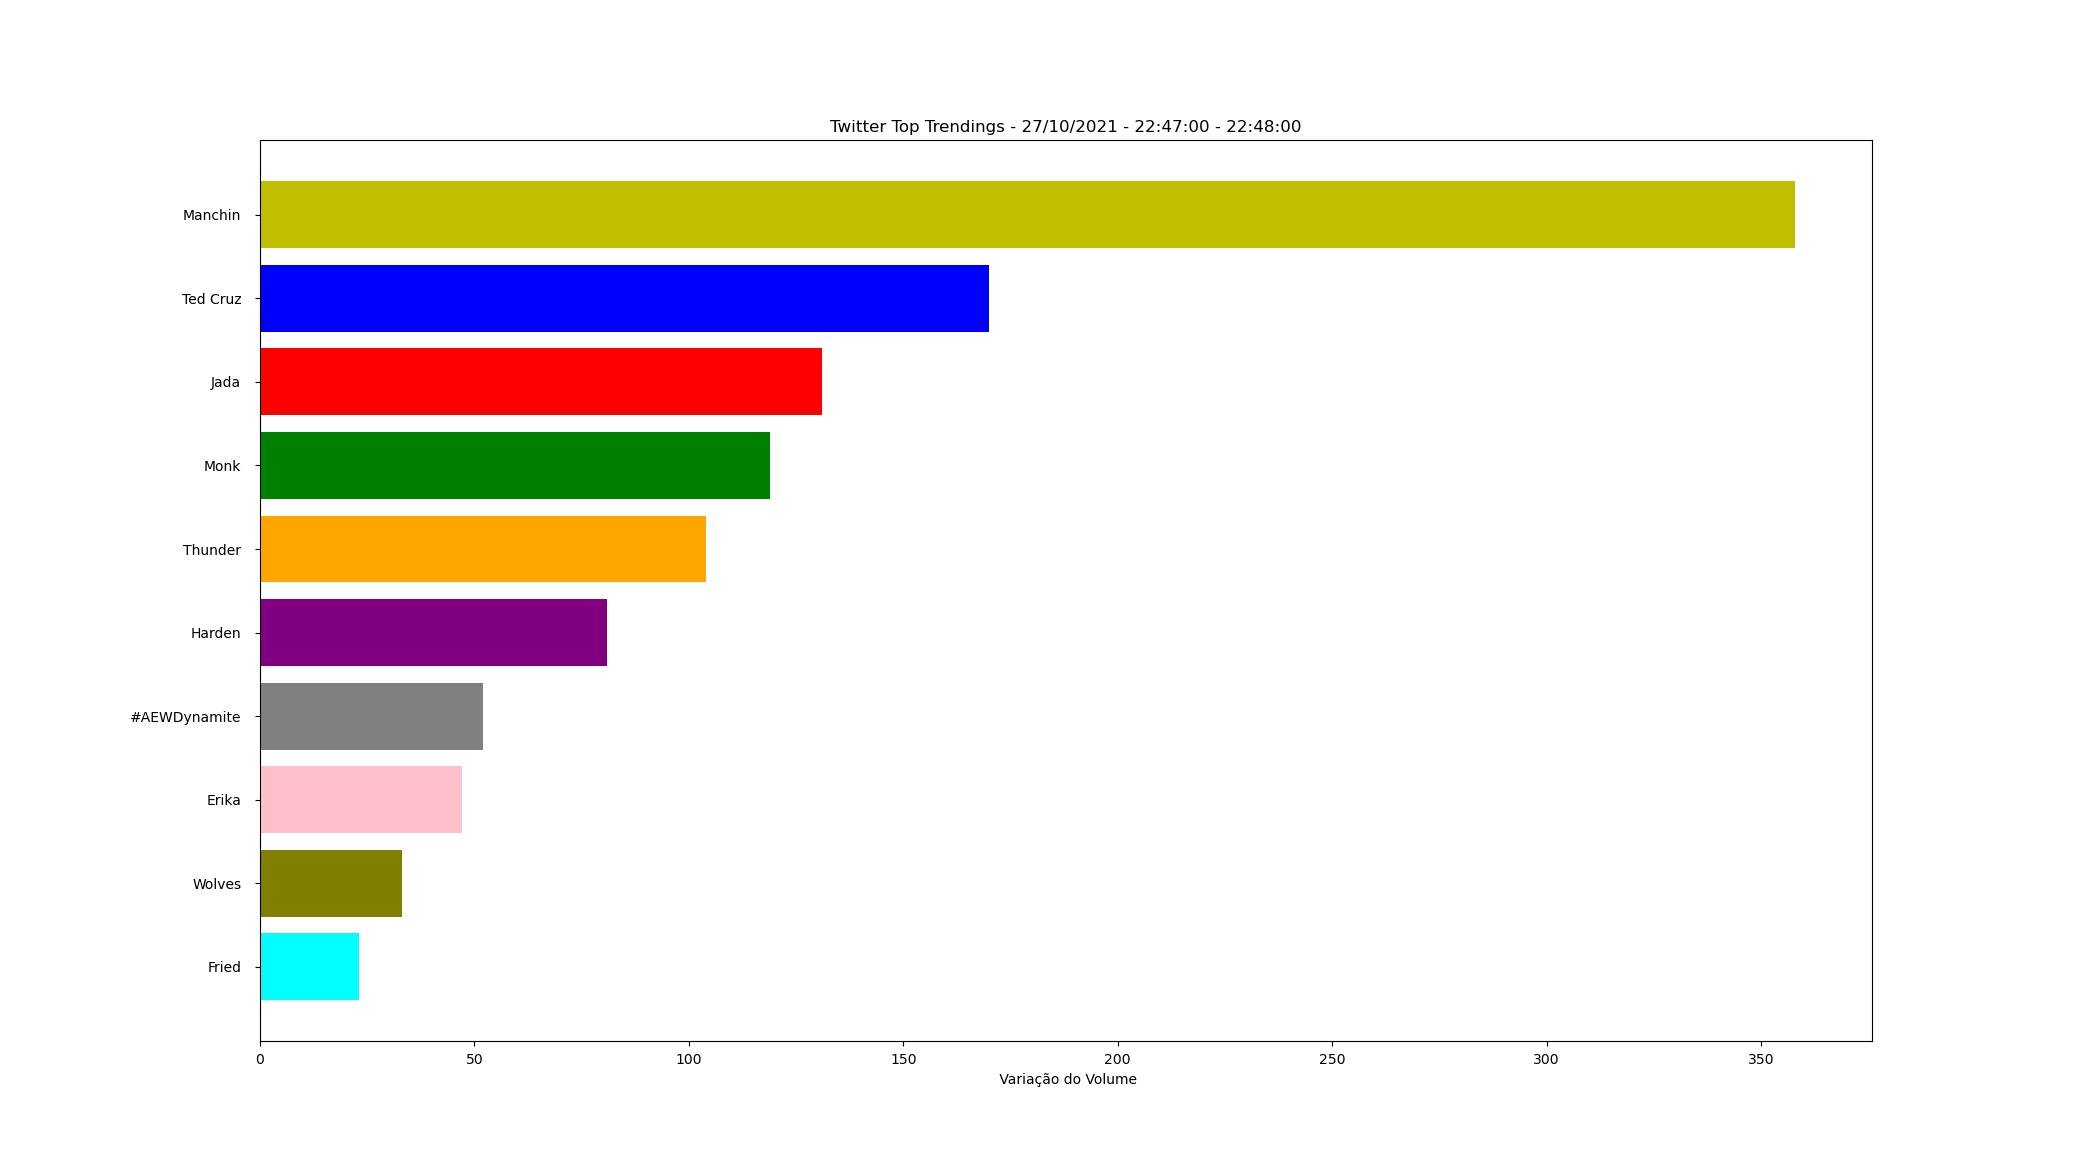 Twitter Top Trendings - 27/10/2021 - 22:47:00 - 22:48:00
Manchin
Ted Cruz
Jada
Monk
Thunder
Harden
#AEWDynamite
Erika
Wolves
Fried
0 50 100 150 200 250 300 350
Variação do Volume